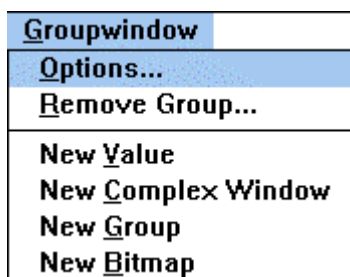 Groupwindow
Options...
Remove Group...
New Value
New Complex Window
New Group
New Bitmap